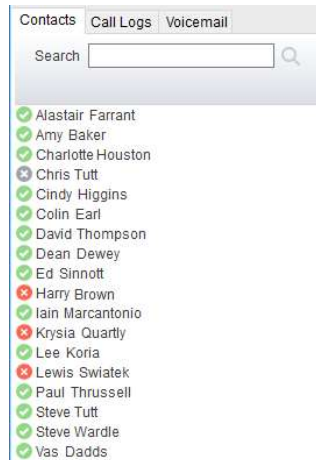 Contacts Call Logs Voicemail
Search
Alastair Farrant
Amy Baker
Charlotte Houston
Chris Tutt
Cindy Higgins
Colin Earl
David Thompson
Dean Dewey
Ed Sinnott
Harry Brown
Iain Marcantonio
Krysia Quartly
Lee Koria
Lewis Swiatek
Paul Thrussell
Steve Tutt
Steve Wardle
Vas Dadds